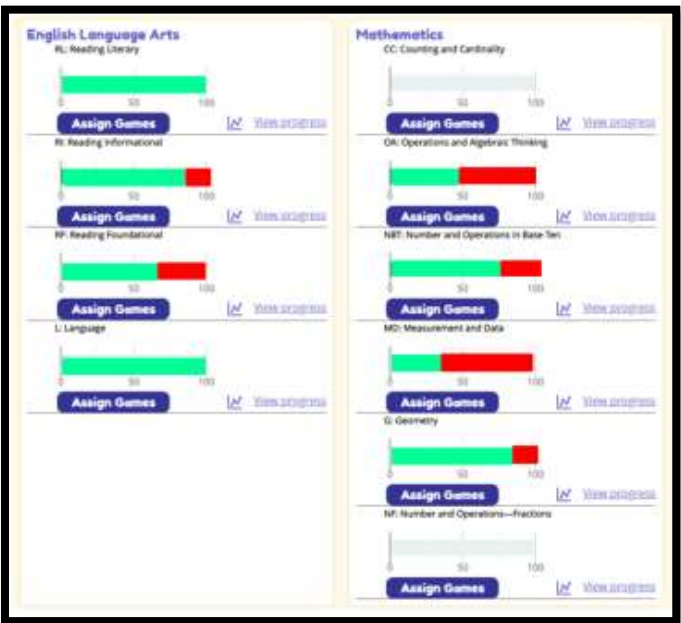 English Language Arts
RL: Reading Literary
0 50 100
Assign Games View progress
RI: Reading Informational
0 50 100
Assign Games View progress
RF: Reading Foundational
0 50 100
Assign Games View progress
L: Language
0 50 100
Assign Games View progress
Mathematics
CC: Counting and Cardinality
0 50 100
Assign Games View progress
OA: Operations and Algebraic Thinking
0 50 100
Assign Games View progress
NBT: Number and Operations in Base Ten
0 50 100
Assign Games View progress
MD: Measurement and Data
0 50 100
Assign Games View progress
G: Geometry
0 50 100
Assign Games View progress
NF: Number and Operations—Fractions
0 50 100
Assign Games View progress